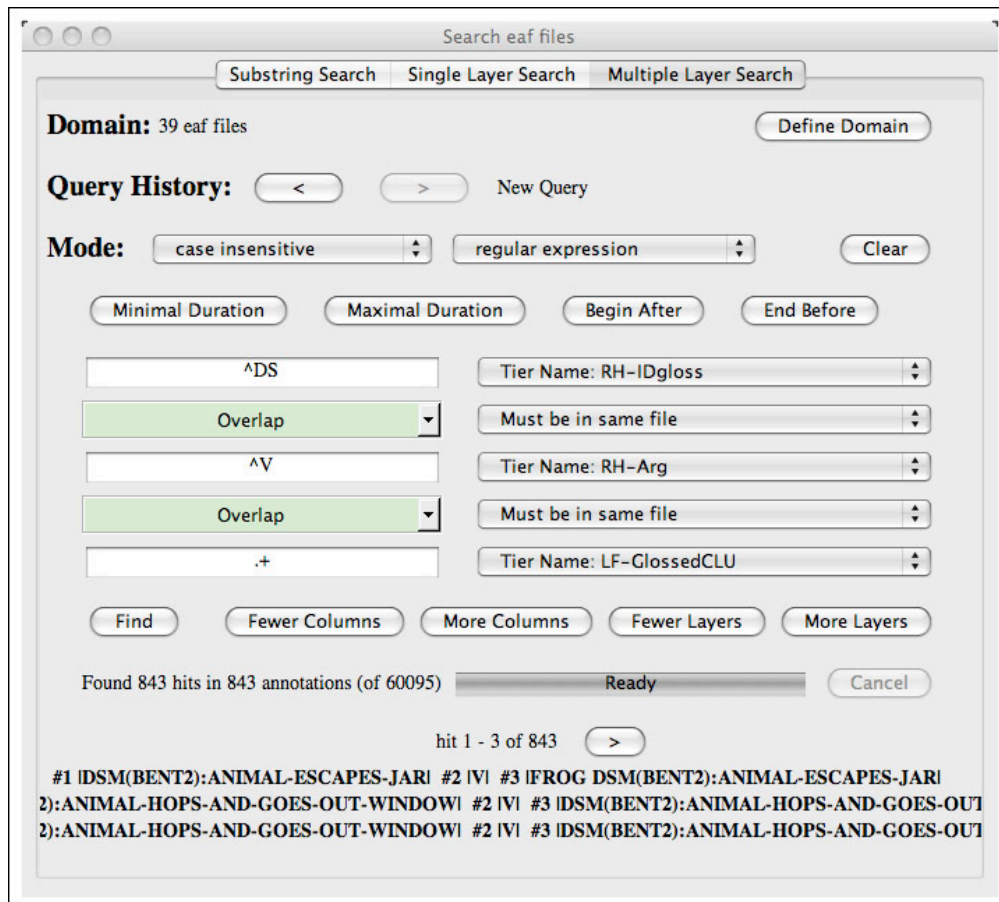 Search eaf files
Substring Search Single Layer Search Multiple Layer Search
Domain: 39 eaf files Define Domain
Query History: < > New Query
Mode: case insensitive regular expression Clear
Minimal Duration Maximal Duration Begin After End Before
^DS Tier Name: RH-IDgloss
Overlap Must be in same file
^V Tier Name: RH-Arg
Overlap Must be in same file
.+ Tier Name: LF-GlossedCLU
Find Fewer Columns More Columns Fewer Layers More Layers
Found 843 hits in 843 annotations (of 60095) Ready Cancel
hit 1 - 3 of 843 >
#1 |DSM(BENT2):ANIMAL-ESCAPES-JAR| #2 |V| #3 |FROG DSM(BENT2):ANIMAL-ESCAPES-JAR|
2):ANIMAL-HOPS-AND-GOES-OUT-WINDOW| #2 |V| #3 |DSM(BENT2):ANIMAL-HOPS-AND-GOES-OUT
2):ANIMAL-HOPS-AND-GOES-OUT-WINDOW| #2 |V| #3 |DSM(BENT2):ANIMAL-HOPS-AND-GOES-OUT